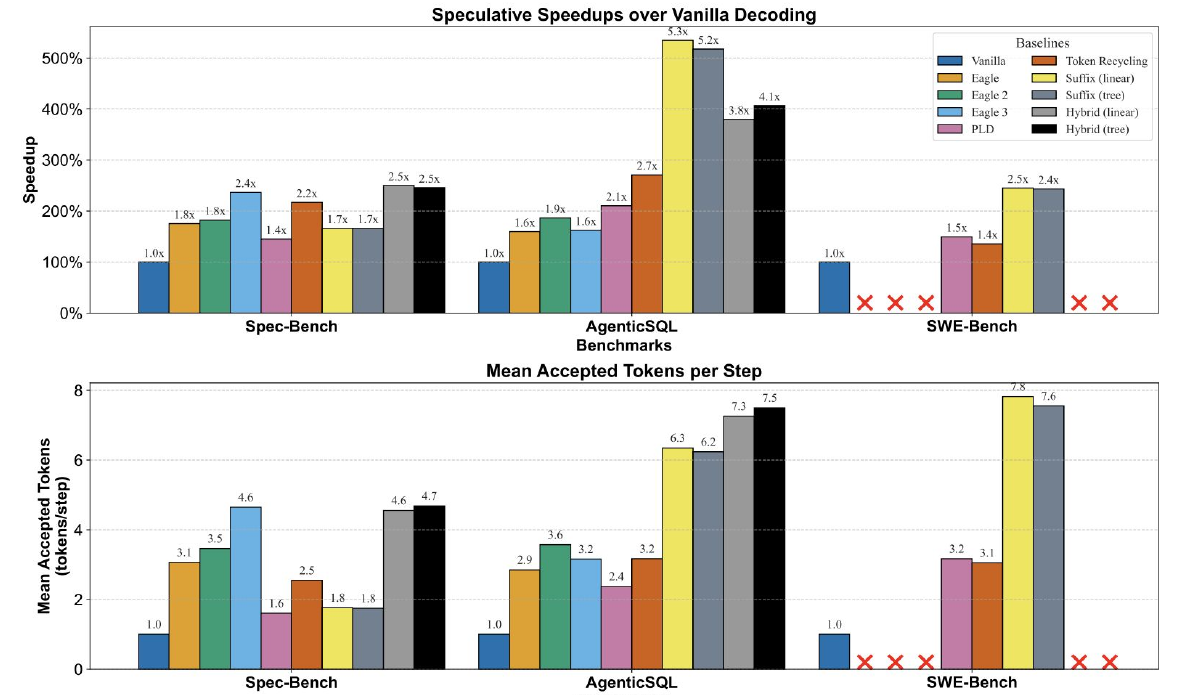 Speculative Speedups over Vanilla Decoding
Speedup
500%
400%
300%
200%
100%
0%
1.0x
1.8x
1.8x
2.4x
1.4x
2.2x
1.7x
1.7x
2.5x
2.5x
1.0x
1.6x
1.9x
1.6x
2.1x
2.7x
5.3x
5.2x
3.8x
4.1x
1.0x
1.5x
1.4x
2.5x
2.4x
Baselines
Vanilla
Eagle
Eagle 2
Eagle 3
PLD
Token Recycling
Suffix (linear)
Suffix (tree)
Hybrid (linear)
Hybrid (tree)
Spec-Bench
AgenticSQL
SWE-Bench
Benchmarks
Mean Accepted Tokens per Step
Mean Accepted Tokens
(tokens/step)
8
6
4
2
0
1.0
3.1
3.5
4.6
1.6
2.5
1.8
1.8
4.6
4.7
1.0
2.9
3.6
3.2
2.4
3.2
6.3
6.2
7.3
7.5
1.0
3.2
3.1
7.8
7.6
Spec-Bench
AgenticSQL
SWE-Bench